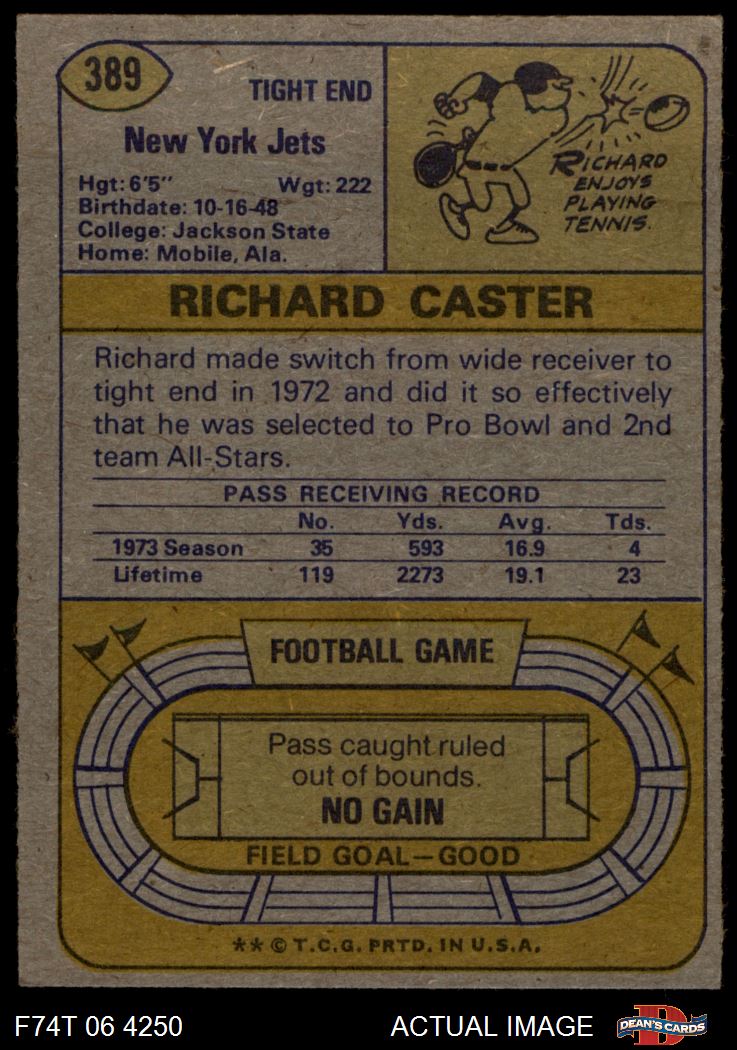 389
TIGHT END
New York Jets
Hgt: 6'5" Wgt: 222
Birthdate: 10-16-48
College: Jackson State
Home: Mobile, Ala.
RICHARD
ENJOYS
PLAYING
TENNIS.
RICHARD CASTER
Richard made switch from wide receiver to
tight end in 1972 and did it so effectively
that he was selected to Pro Bowl and 2nd
team All-Stars.
PASS RECEIVING RECORD
No. Yds. Avg. Tds.
1973 Season 35 593 16.9 4
Lifetime 119 2273 19.1 23
FOOTBALL GAME
Pass caught ruled
out of bounds.
NO GAIN
FIELD GOAL—GOOD
** © T.C.G. PRTD. IN U.S.A.
F74T 06 4250 ACTUAL IMAGE
D
DEAN'S CARDS